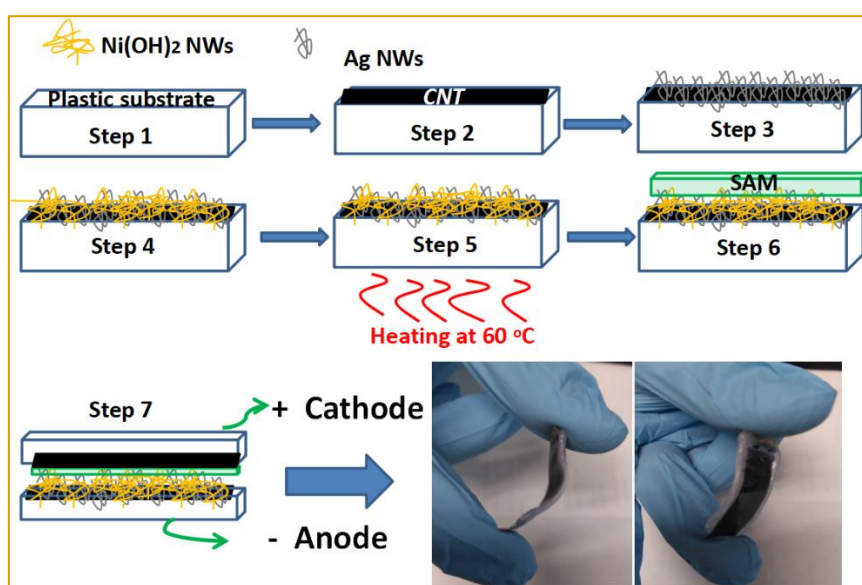 Ni(OH)2 NWs
Ag NWs
Plastic substrate
Step 1
CNT
Step 2
Step 3
Step 4
Step 5
SAM
Step 6
Heating at 60 oC
Step 7
+ Cathode
- Anode